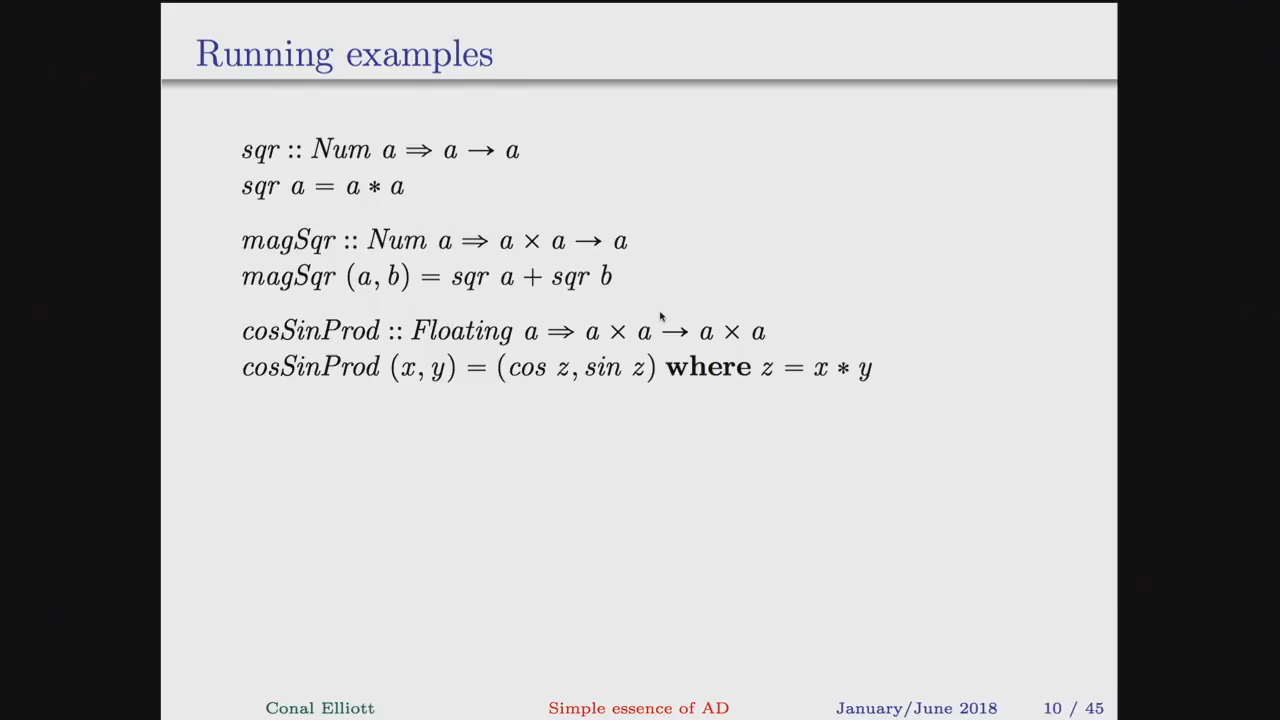 Running examples
sqr :: Num a ⇒ a → a
sqr a = a ∗ a
magSqr :: Num a ⇒ a × a → a
magSqr (a, b) = sqr a + sqr b
cosSinProd :: Floating a ⇒ a × a → a × a
cosSinProd (x, y) = (cos z, sin z) where z = x ∗ y
Conal Elliott Simple essence of AD January/June 2018 10 / 45